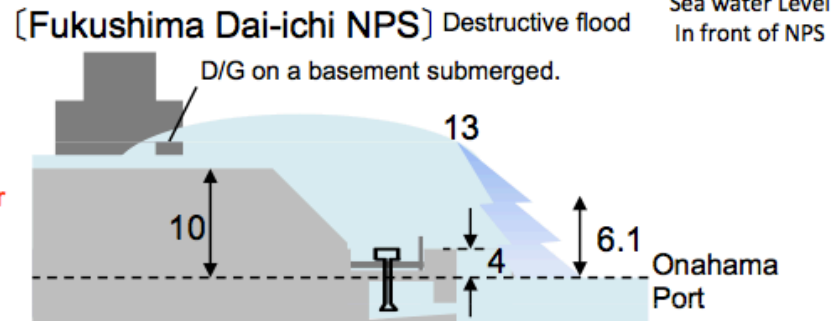 〔Fukushima Dai-ichi NPS〕 Destructive flood
Sea water Level
In front of NPS
D/G on a basement submerged.
13
r
10
4
6.1
Onahama
Port